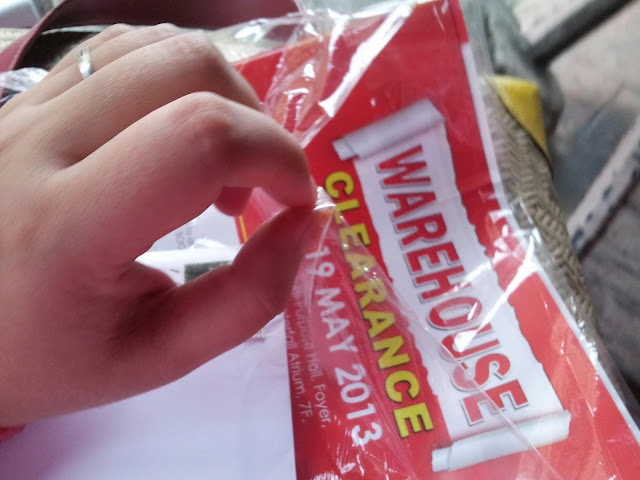 WAREHOUSE
CLEARANCE
19 MAY 2013
Hall, Foyer,
Atrium, 7F.